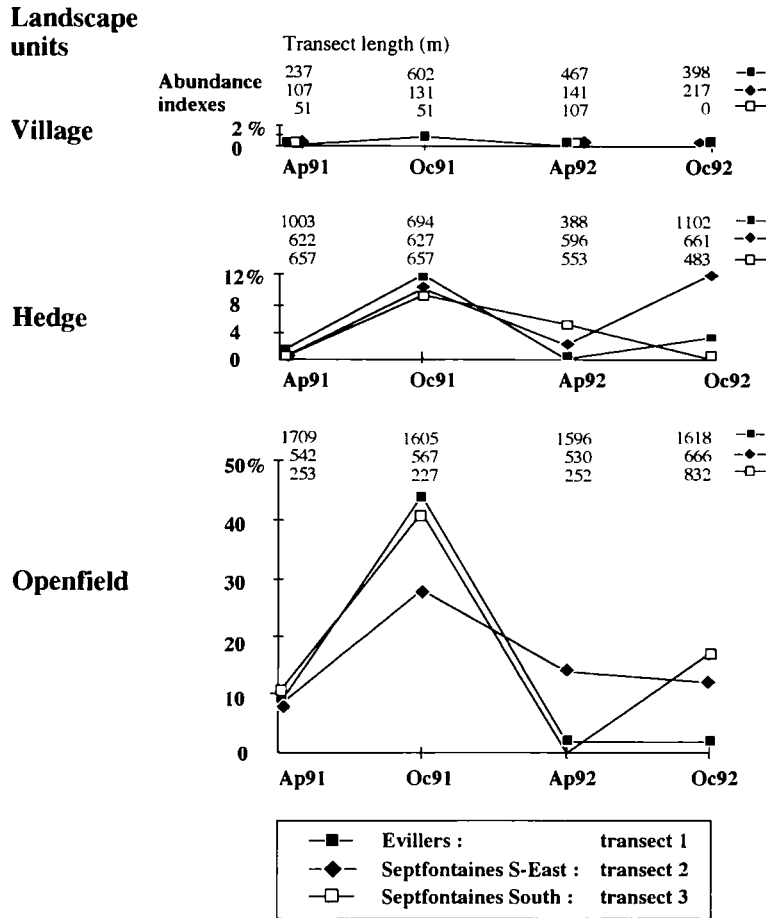 Landscape units
Transect length (m)
Abundance indexes
237 602 467 398
107 131 141 217
51 51 107 0
Village
2 %
0
Ap91 Oc91 Ap92 Oc92
1003 694 388 1102
622 627 596 661
657 657 553 483
Hedge
12%
8
4
0
Ap91 Oc91 Ap92 Oc92
1709 1605 1596 1618
542 567 530 666
253 227 252 832
Openfield
50%
40
30
20
10
0
Ap91 Oc91 Ap92 Oc92
Evillers : transect 1
Septfontaines S-East : transect 2
Septfontaines South : transect 3